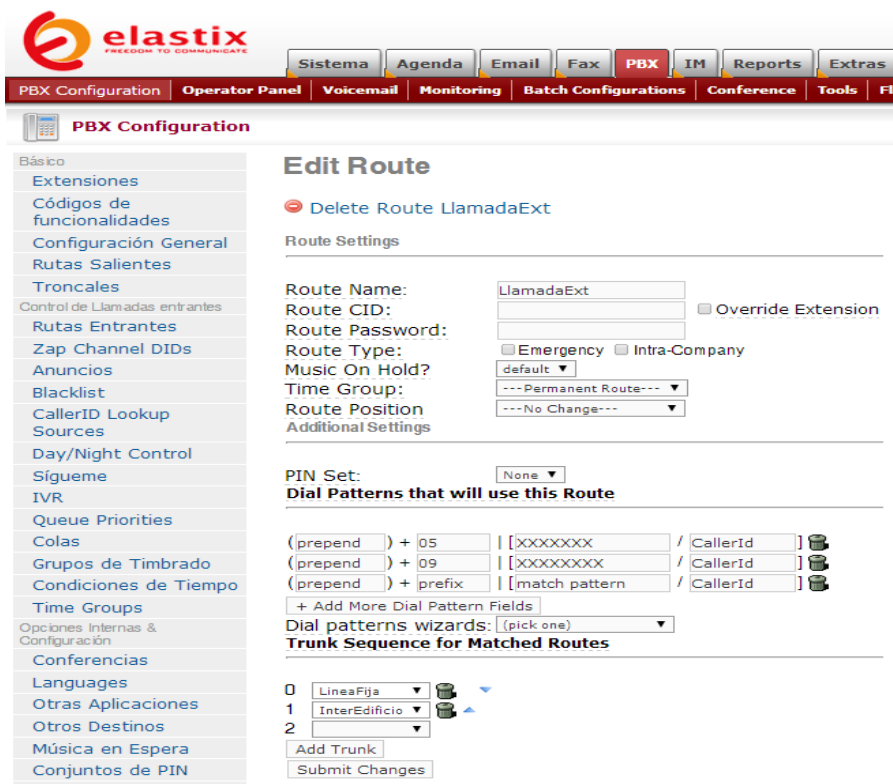 elastix
FREEDOM TO COMMUNICATE
Sistema Agenda Email Fax PBX IM Reports Extras
PBX Configuration Operator Panel Voicemail Monitoring Batch Configurations Conference Tools Fl
PBX Configuration
Básico
Extensiones
Códigos de
funcionalidades
Configuración General
Rutas Salientes
Troncales
Control de Llamadas entrantes
Rutas Entrantes
Zap Channel DIDs
Anuncios
Blacklist
CallerID Lookup
Sources
Day/Night Control
Sígueme
IVR
Queue Priorities
Colas
Grupos de Timbrado
Condiciones de Tiempo
Time Groups
Opciones Internas &
Configuración
Conferencias
Languages
Otras Aplicaciones
Otros Destinos
Música en Espera
Conjuntos de PIN
Edit Route
Delete Route LlamadaExt
Route Settings
Route Name: LlamadaExt
Route CID: Override Extension
Route Password:
Route Type: Emergency Intra-Company
Music On Hold? default
Time Group: ---Permanent Route---
Route Position ---No Change---
Additional Settings
PIN Set: None
Dial Patterns that will use this Route
(prepend ) + 05 | [XXXXXXX / CallerId ]
(prepend ) + 09 | [XXXXXXXX / CallerId ]
(prepend ) + prefix | [match pattern / CallerId ]
+ Add More Dial Pattern Fields
Dial patterns wizards: (pick one)
Trunk Sequence for Matched Routes
0 LineaFija
1 InterEdificio
2
Add Trunk
Submit Changes